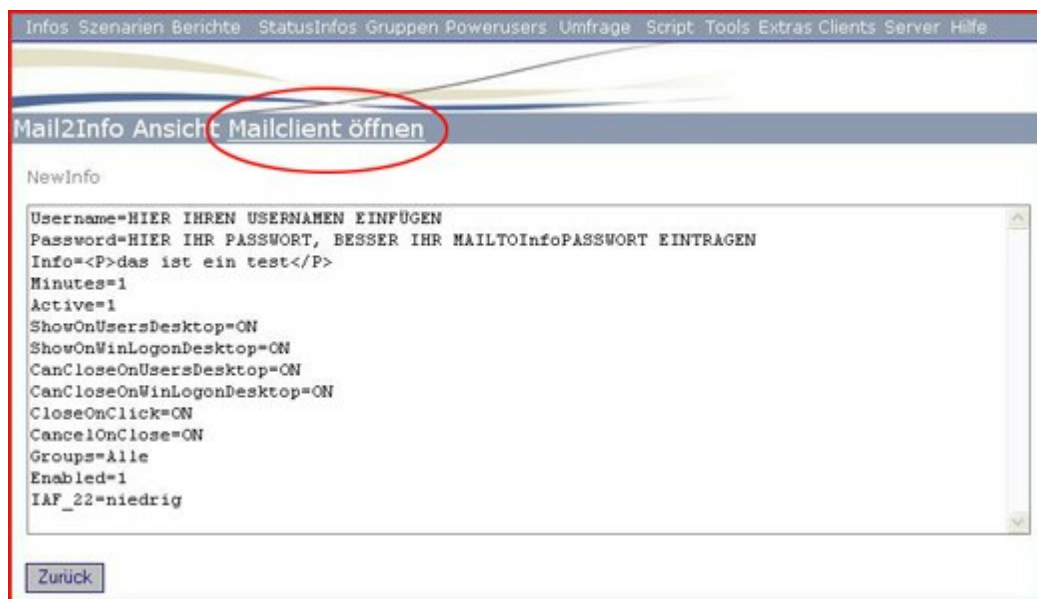 Infos Szenarien Berichte StatusInfos Gruppen Powerusers Umfrage Script Tools Extras Clients Server Hilfe
Mail2Info Ansicht Mailclient öffnen
NewInfo
Username=HIER IHREN USERNAMEN EINFÜGEN
Password=HIER IHR PASSWORT, BESSER IHR MAILTOInfoPASSWORT EINTRAGEN
Info=<P>das ist ein test</P>
Minutes=1
Active=1
ShowOnUsersDesktop=ON
ShowOnWinLogonDesktop=ON
CanCloseOnUsersDesktop=ON
CanCloseOnWinLogonDesktop=ON
CloseOnClick=ON
CancelOnClose=ON
Groups=Alle
Enabled=1
IAF_22=niedrig
Zurück